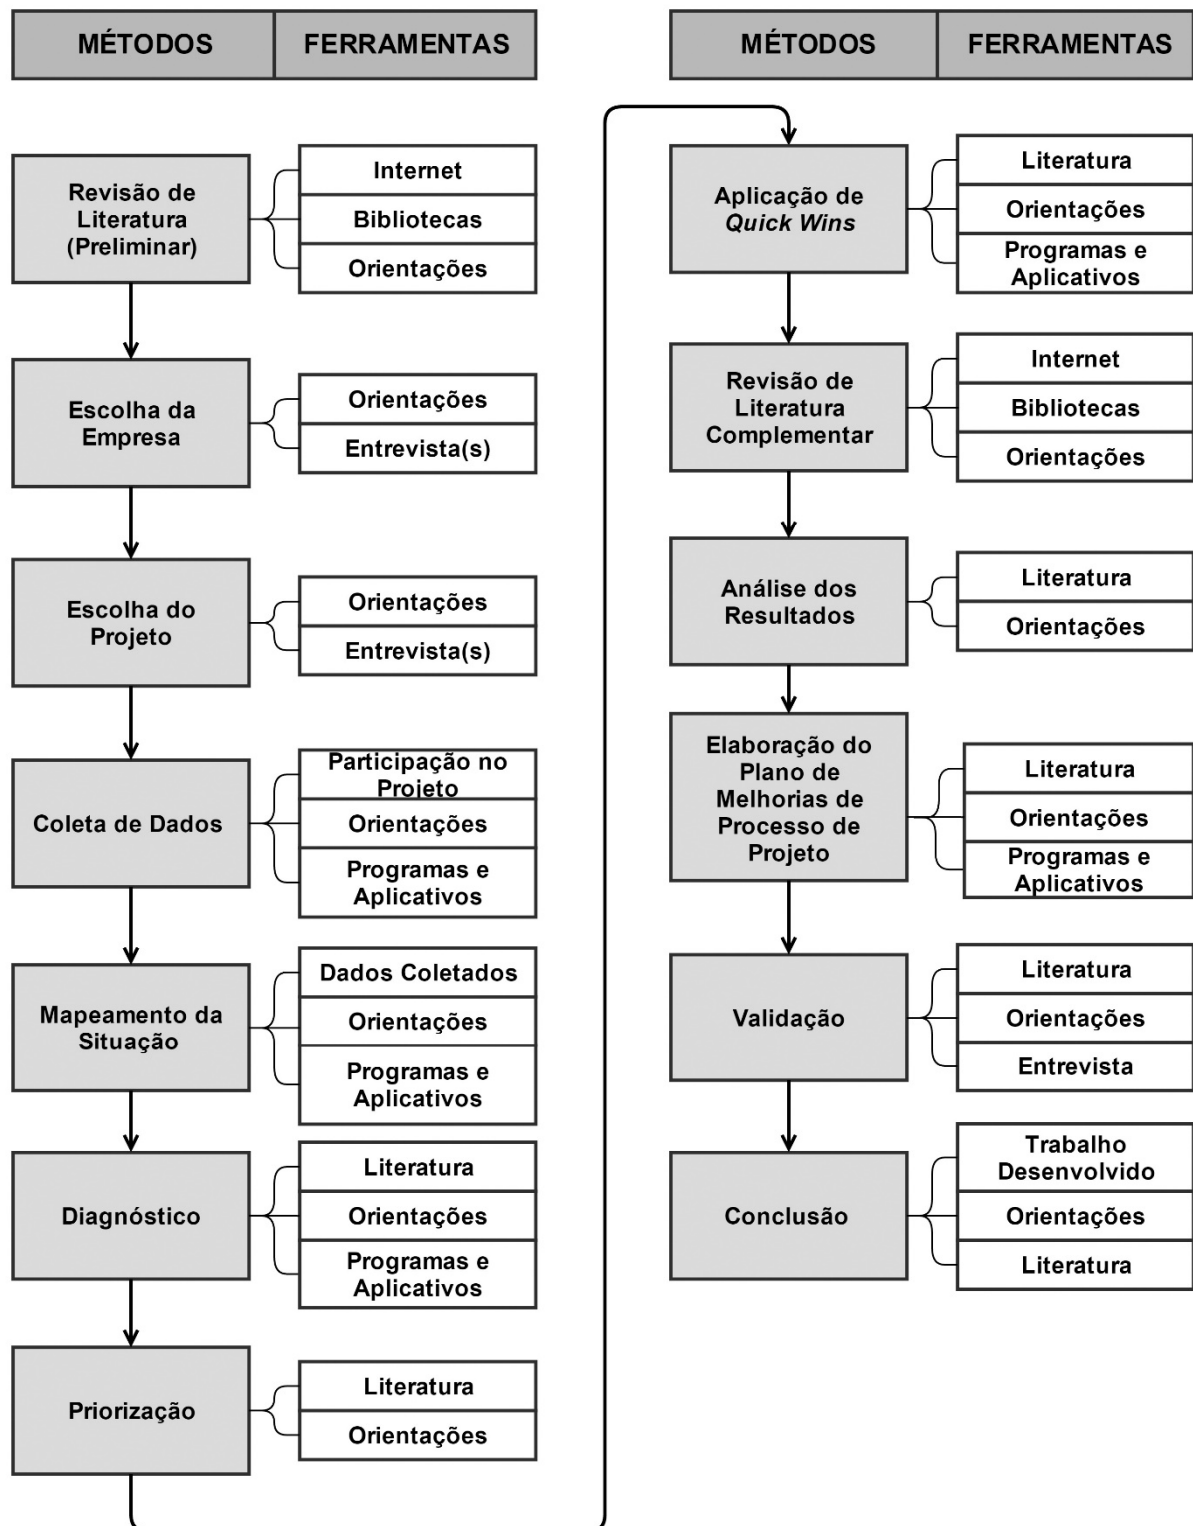 MÉTODOS
FERRAMENTAS
Revisão de
Literatura
(Preliminar)
Internet
Bibliotecas
Orientações
Escolha da
Empresa
Orientações
Entrevista(s)
Escolha do
Projeto
Orientações
Entrevista(s)
Coleta de Dados
Participação no
Projeto
Orientações
Programas e
Aplicativos
Mapeamento da
Situação
Dados Coletados
Orientações
Programas e
Aplicativos
Diagnóstico
Literatura
Orientações
Programas e
Aplicativos
Priorização
Literatura
Orientações
MÉTODOS
FERRAMENTAS
Aplicação de
Quick Wins
Literatura
Orientações
Programas e
Aplicativos
Revisão de
Literatura
Complementar
Internet
Bibliotecas
Orientações
Análise dos
Resultados
Literatura
Orientações
Elaboração do
Plano de
Melhorias de
Processo de
Projeto
Literatura
Orientações
Programas e
Aplicativos
Validação
Literatura
Orientações
Entrevista
Conclusão
Trabalho
Desenvolvido
Orientações
Literatura